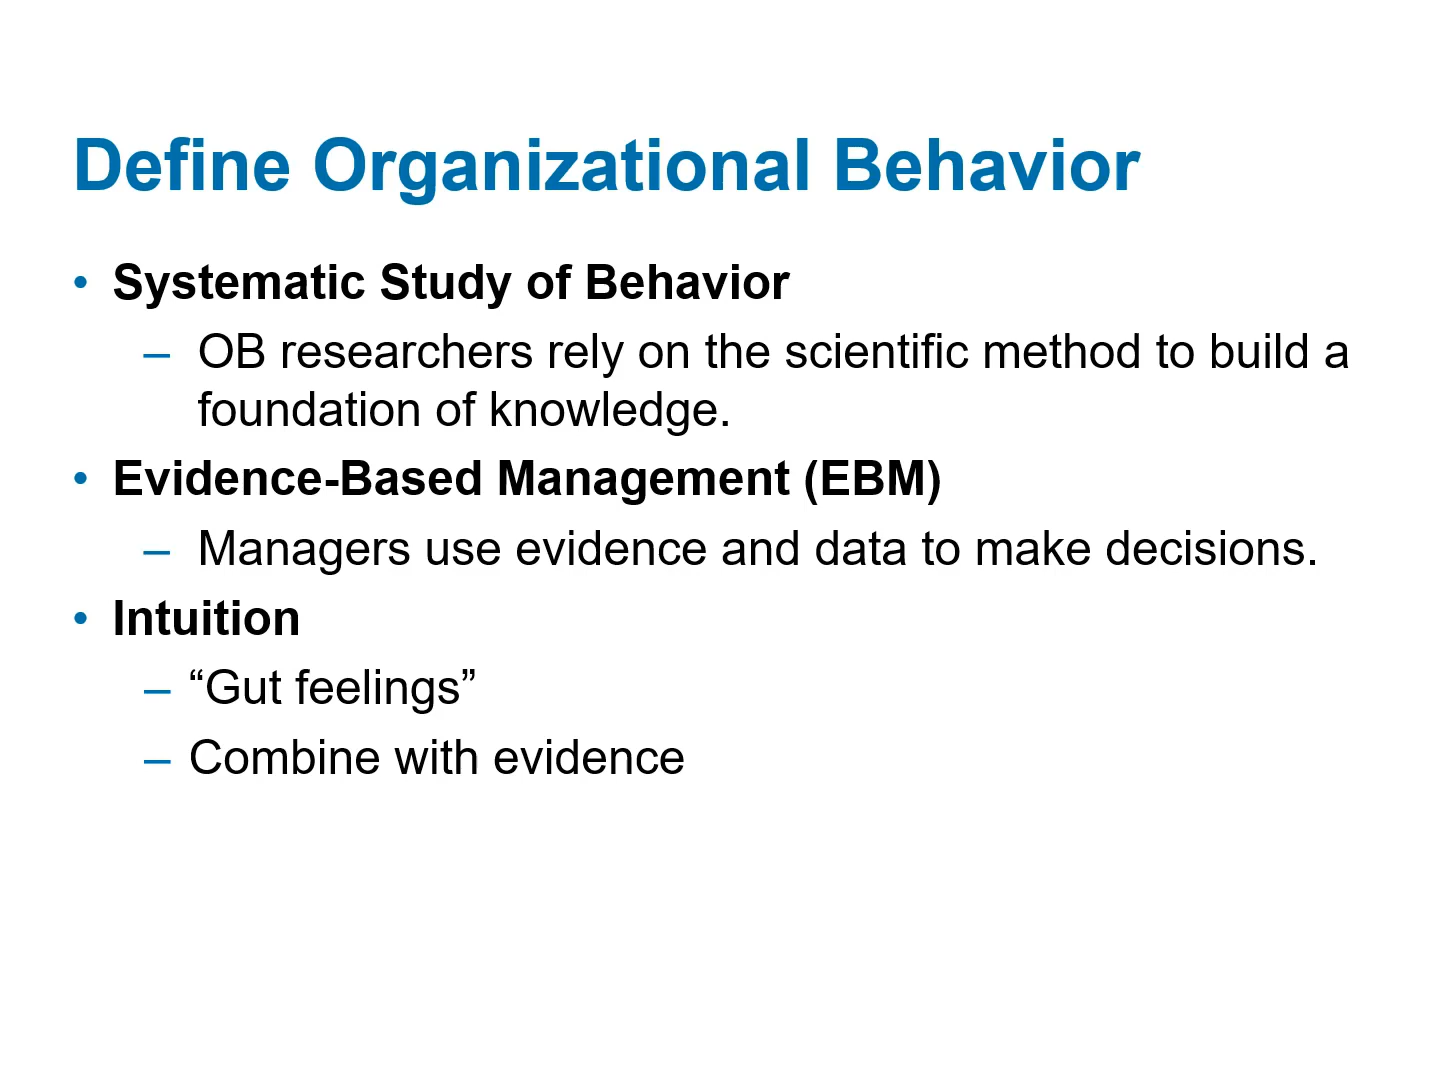 Define Organizational Behavior
• Systematic Study of Behavior
– OB researchers rely on the scientific method to build a
foundation of knowledge.
• Evidence-Based Management (EBM)
– Managers use evidence and data to make decisions.
• Intuition
– “Gut feelings”
– Combine with evidence